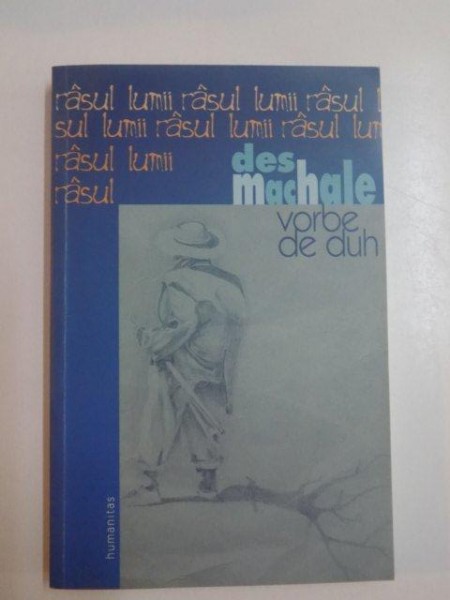 râsul lumii râsul lumii râsul l
sul lumii râsul lumii râsul lum
râsul lumii
râsul
des
machale
vorbe
de duh
humanitas